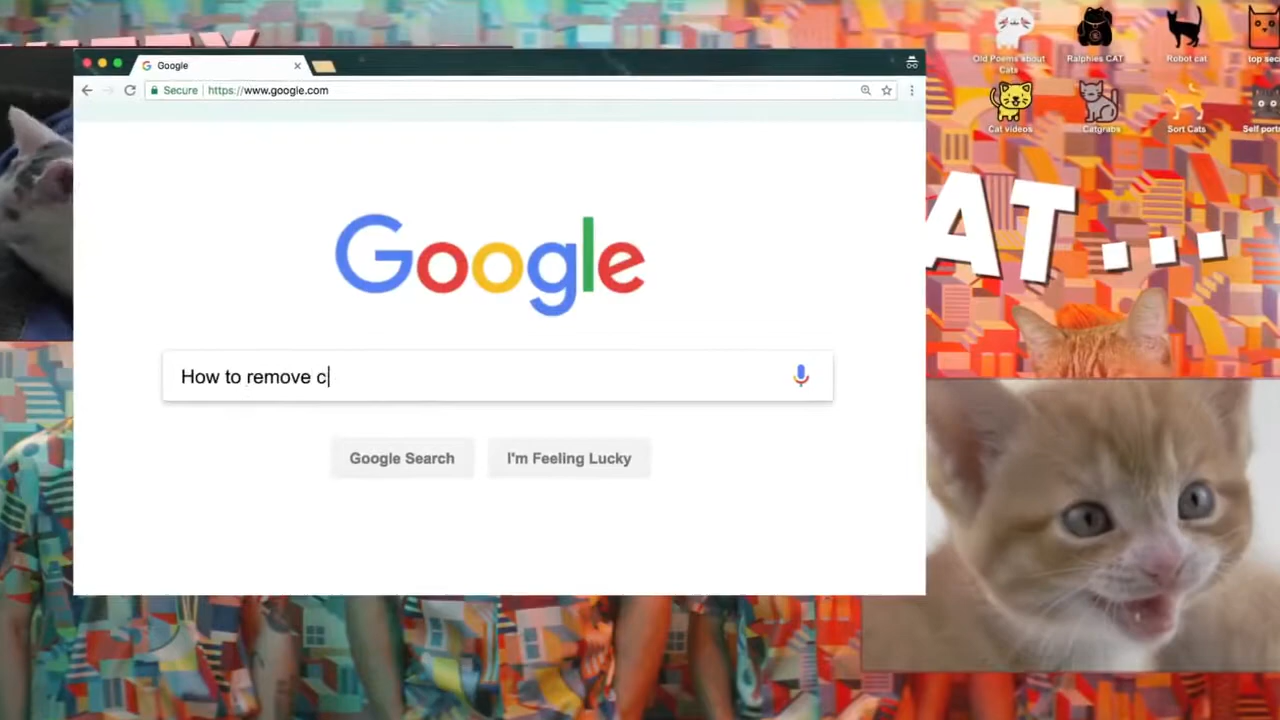 Google
Secure | https://www.google.com
Old Poems about
Cats
Ralphies CAT
Robot cat
Cat videos
Catgrabs
Sort Cats
AT...
Google
How to remove c
Google Search
I'm Feeling Lucky